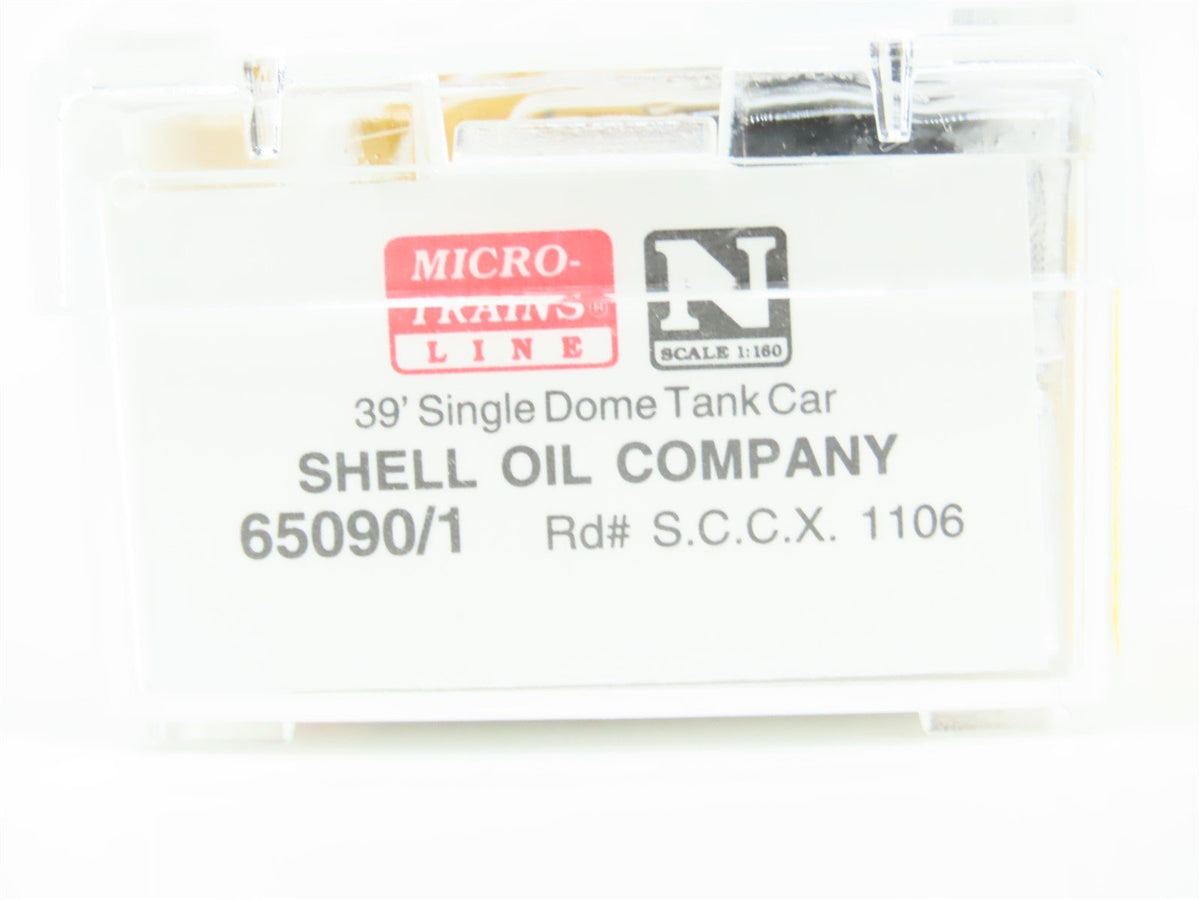 MICRO-
TRAINS®
LINE
N
SCALE 1:160
39' Single Dome Tank Car
SHELL OIL COMPANY
65090/1 Rd# S.C.C.X. 1106